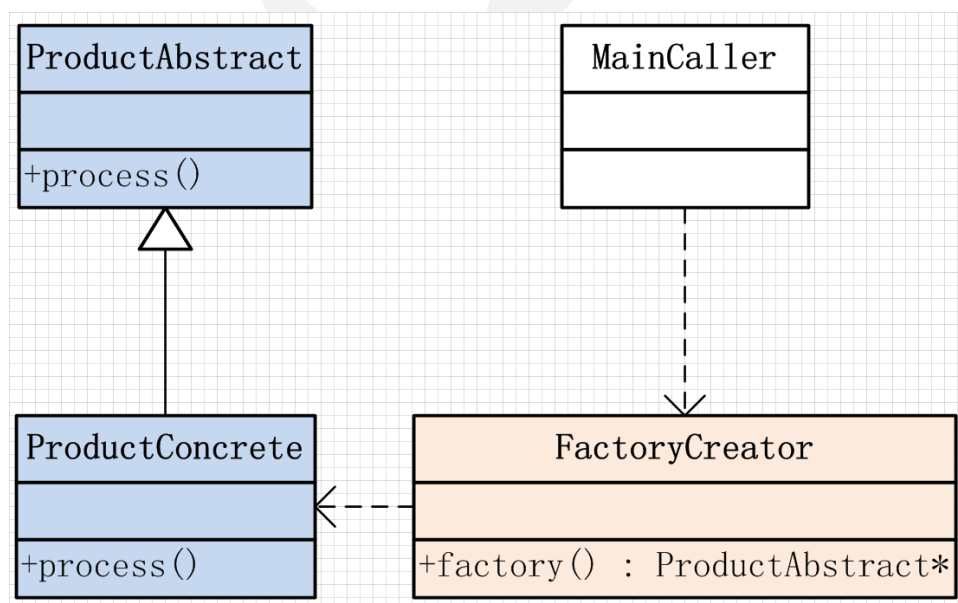 ProductAbstract
+process()
MainCaller
ProductConcrete
+process()
FactoryCreator
+factory() : ProductAbstract*